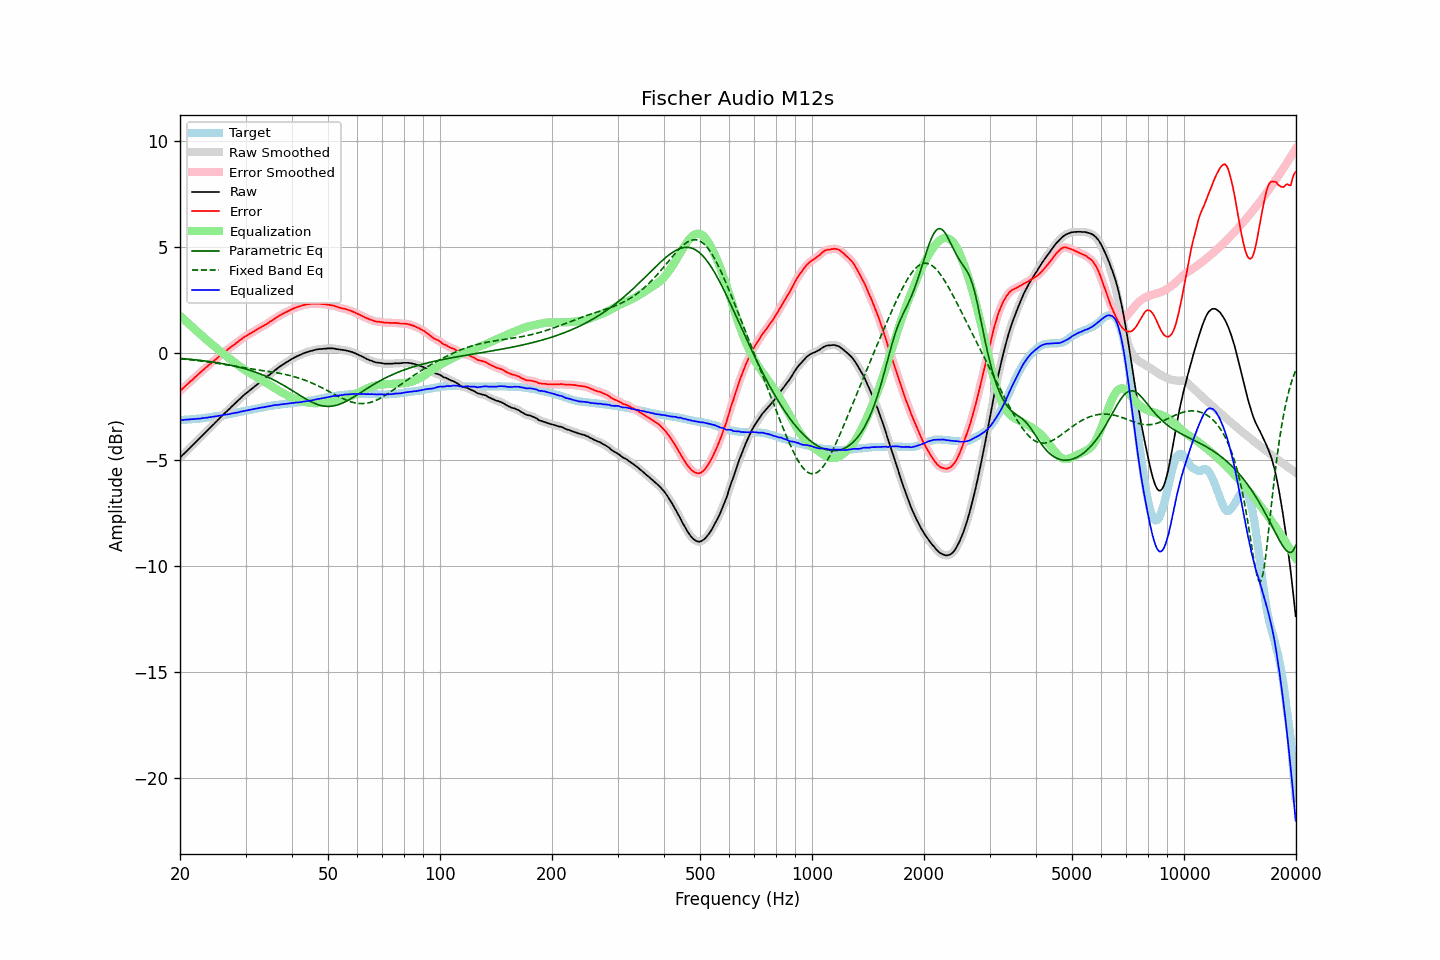 Fischer Audio M12s
Target
Raw Smoothed
Error Smoothed
Raw
Error
Equalization
Parametric Eq
Fixed Band Eq
Equalized
10
5
0
−5
−10
−15
−20
Amplitude (dBr)
20 50 100 200 500 1000 2000 5000 10000 20000
Frequency (Hz)